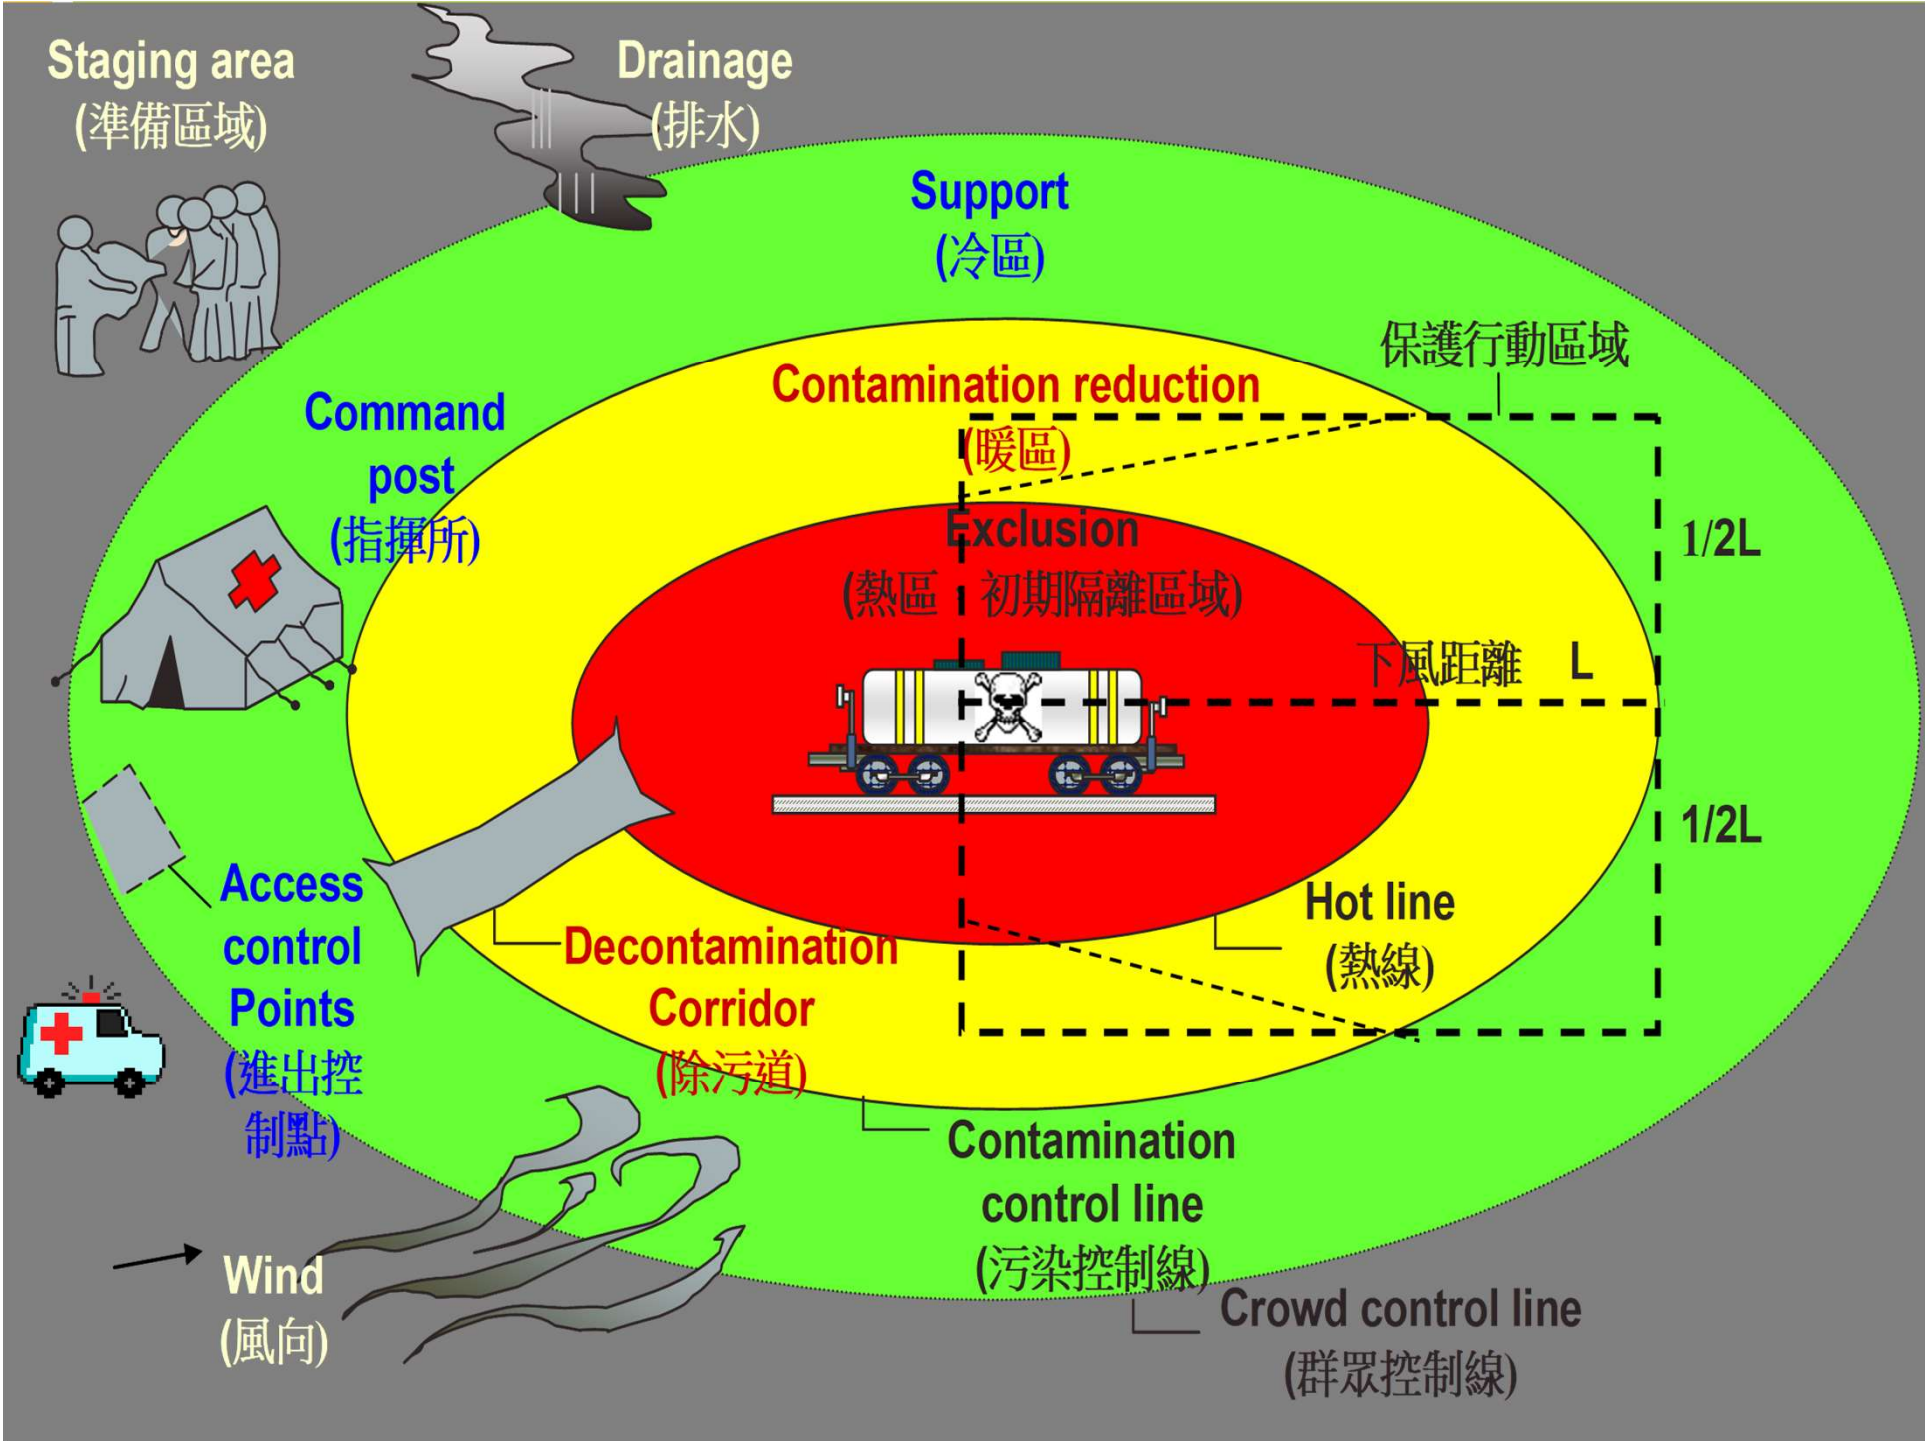 Staging area
(準備區域)
Drainage
(排水)
Support
(冷區)
保護行動區域
Contamination reduction
(暖區)
Command
post
(指揮所)
Exclusion
(熱區 初期隔離區域)
1/2L
下風距離 L
1/2L
Access
control
Points
(進出控
制點)
Decontamination
Corridor
(除污道)
Hot line
(熱線)
Contamination
control line
(污染控制線)
Wind
(風向)
Crowd control line
(群眾控制線)